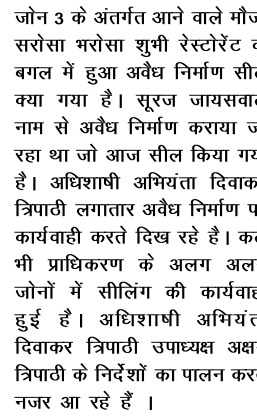 जोन 3 के अंतर्गत आने वाले मौज
सरोसा भरोसा शुभी रेस्टोरेंट
बगल में हुआ अवैध निर्माण सी
क्या गया है। सूरज जायसवा
नाम से अवैध निर्माण कराया ज
रहा था जो आज सील किया गय
है। अधिशाषी अभियंता दिवाक
त्रिपाठी लगातार अवैध निर्माण प
कार्यवाही करते दिख रहे है। क
भी प्राधिकरण के अलग अल
जोनों में सीलिंग की कार्यवाह
हुई है। अधिशाषी अभियंत
दिवाकर त्रिपाठी उपाध्यक्ष अक्ष
त्रिपाठी के निर्देशों का पालन कर
नजर आ रहे हैं ।